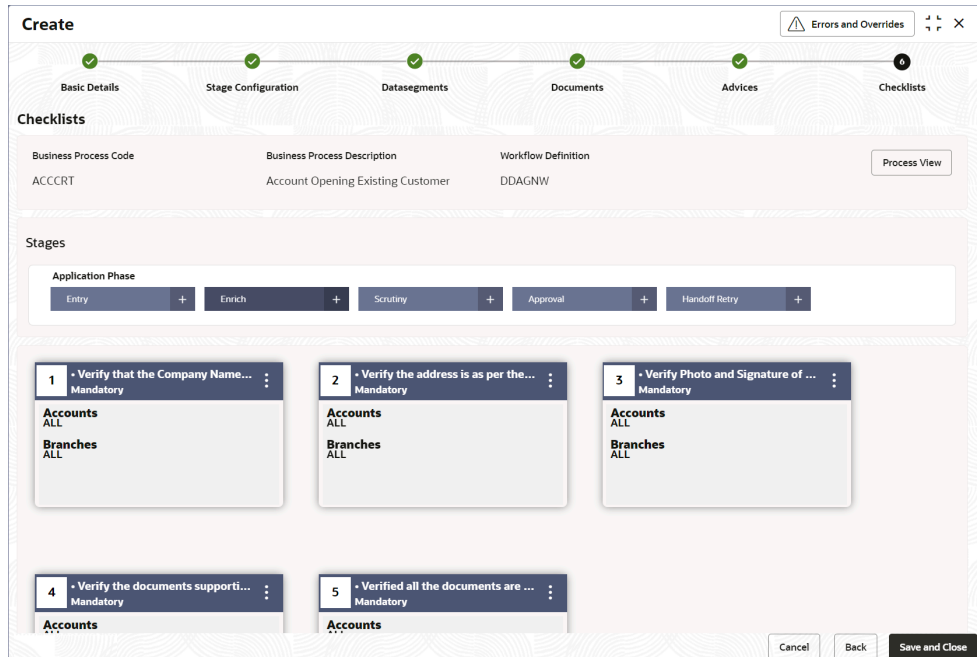 Create
Errors and Overrides
6
Basic Details
Stage Configuration
Datasegments
Documents
Advices
Checklists
Checklists
Business Process Code
Business Process Description
Workflow Definition
Process View
ACCCRT
Account Opening Existing Customer
DDAGNW
Stages
Application Phase
Entry +
Enrich +
Scrutiny +
Approval +
Handoff Retry +
1
• Verify that the Company Name...
Mandatory
Accounts
ALL
Branches
ALL
2
• Verify the address is as per the...
Mandatory
Accounts
ALL
Branches
ALL
3
• Verify Photo and Signature of ...
Mandatory
Accounts
ALL
Branches
ALL
4
• Verify the documents supporti...
Mandatory
Accounts
5
• Verified all the documents are ...
Mandatory
Accounts
Cancel
Back
Save and Close